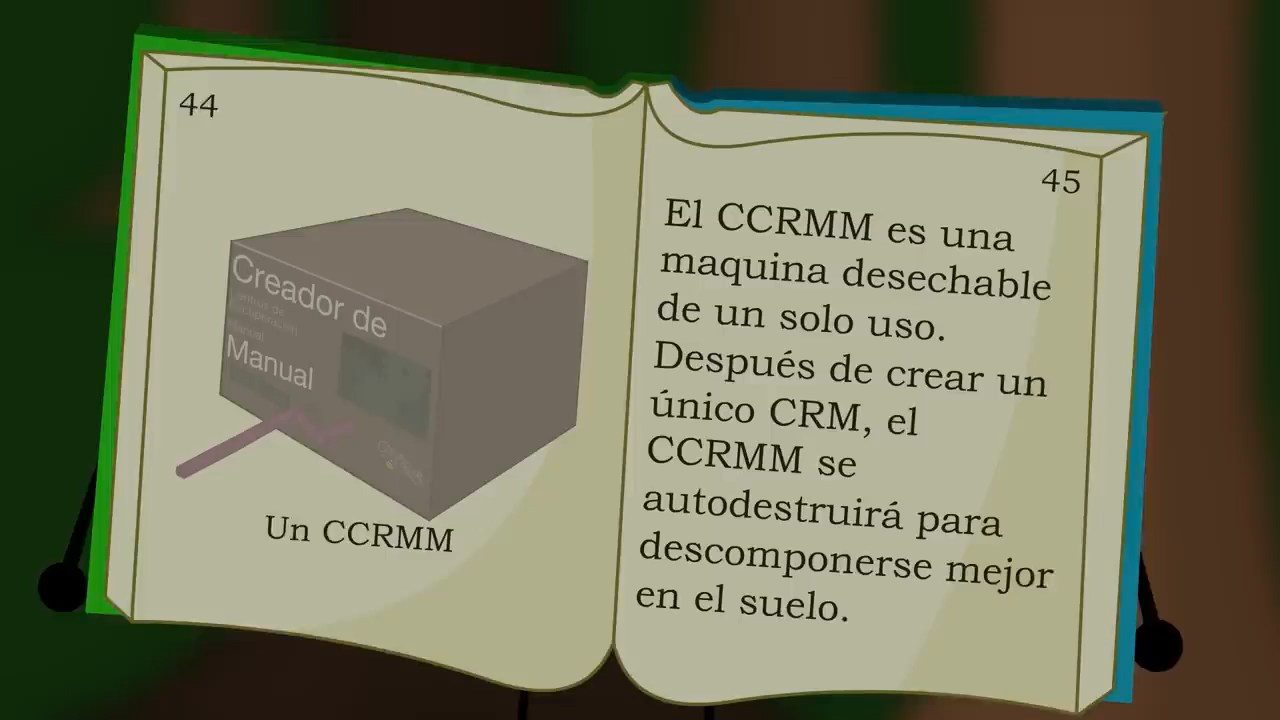 44
Creador de
Manual
Un CCRMM
45
El CCRMM es una
maquina desechable
de un solo uso.
Después de crear un
único CRM, el
CCRMM se
autodestruirá para
descomponerse mejor
en el suelo.